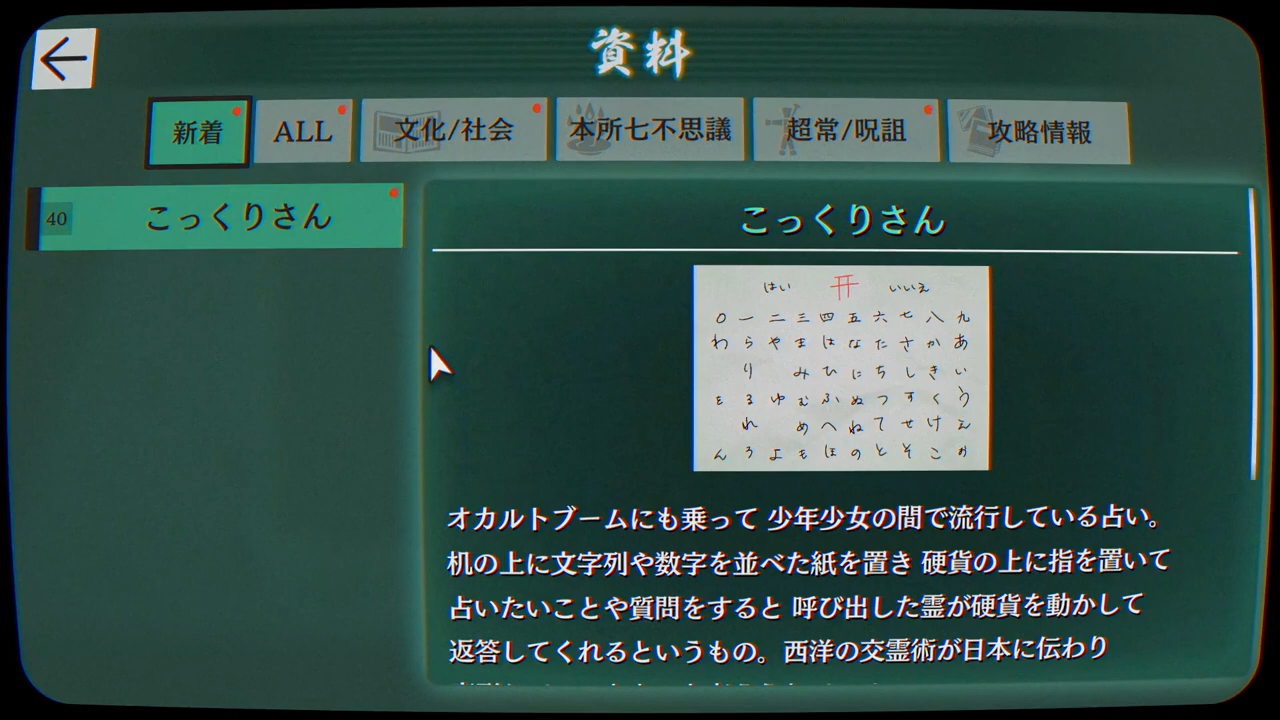 資料
新着 ALL 文化/社会 本所七不思議 超常/呪詛 攻略情報
40 こっくりさん
こっくりさん
はい いいえ
0 一 二 三 四 五 六 七 八 九
わ ら や ま は な た さ か あ
り み ひ に ち し き い
を る ゆ む ふ ぬ つ す く う
れ め へ ね て せ け え
ん ろ よ も ほ の と そ こ お
オカルトブームにも乗って 少年少女の間で流行している占い。
机の上に文字列や数字を並べた紙を置き 硬貨の上に指を置いて
占いたいことや質問をすると 呼び出した霊が硬貨を動かして
返答してくれるというもの。西洋の交霊術が日本に伝わり